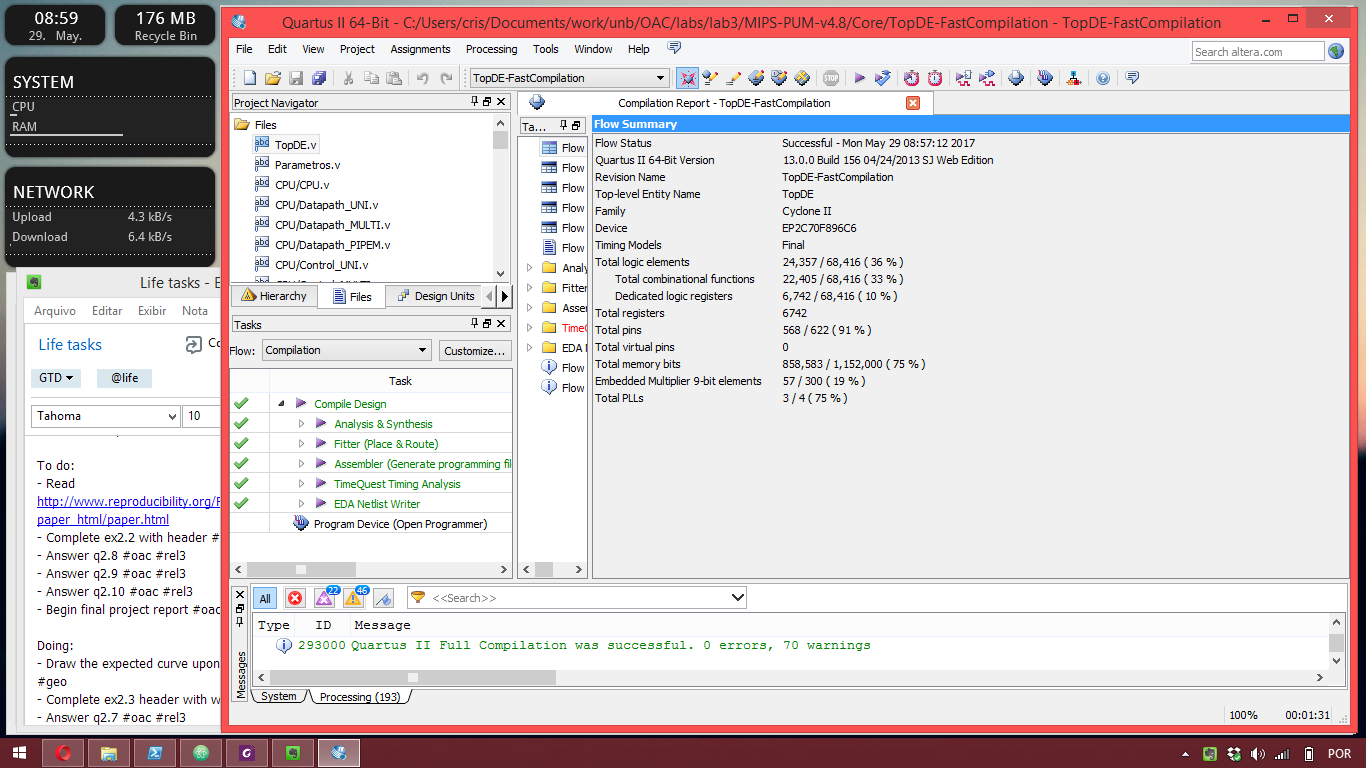 08:59
29. May.
176 MB
Recycle Bin
SYSTEM
CPU
RAM
NETWORK
Upload 4.3 kB/s
Download 6.4 kB/s
Life tasks - E
Arquivo Editar Exibir Nota
Life tasks
GTD @life
Tahoma 10
To do:
- Read
http://www.reproducibility.org/
paper_html/paper.html
- Complete ex2.2 with header #
- Answer q2.8 #oac #rel3
- Answer q2.9 #oac #rel3
- Answer q2.10 #oac #rel3
- Begin final project report #oac
Doing:
- Draw the expected curve upon
#geo
- Complete ex2.3 header with w
- Answer q2.7 #oac #rel3
Quartus II 64-Bit - C:/Users/cris/Documents/work/unb/OAC/labs/lab3/MIPS-PUM-v4.8/Core/TopDE-FastCompilation - TopDE-FastCompilation
File Edit View Project Assignments Processing Tools Window Help
Search altera.com
TopDE-FastCompilation
STOP
Project Navigator
Files
TopDE.v
Parametros.v
CPU/CPU.v
CPU/Datapath_UNI.v
CPU/Datapath_MULTI.v
CPU/Datapath_PIPEM.v
CPU/Control_UNI.v
Hierarchy Files Design Units
Tasks
Flow: Compilation Customize...
Task
Compile Design
Analysis & Synthesis
Fitter (Place & Route)
Assembler (Generate programming fil
TimeQuest Timing Analysis
EDA Netlist Writer
Program Device (Open Programmer)
Compilation Report - TopDE-FastCompilation
Ta...
Flow
Flow
Flow
Flow
Flow
Flow
Analy
Fitter
Asse
TimeQ
EDA
Flow
Flow
Flow Summary
Flow Status Successful - Mon May 29 08:57:12 2017
Quartus II 64-Bit Version 13.0.0 Build 156 04/24/2013 SJ Web Edition
Revision Name TopDE-FastCompilation
Top-level Entity Name TopDE
Family Cyclone II
Device EP2C70F896C6
Timing Models Final
Total logic elements 24,357 / 68,416 ( 36 % )
Total combinational functions 22,405 / 68,416 ( 33 % )
Dedicated logic registers 6,742 / 68,416 ( 10 % )
Total registers 6742
Total pins 568 / 622 ( 91 % )
Total virtual pins 0
Total memory bits 858,583 / 1,152,000 ( 75 % )
Embedded Multiplier 9-bit elements 57 / 300 ( 19 % )
Total PLLs 3 / 4 ( 75 % )
Messages
All 22 46 <<Search>>
Type ID Message
293000 Quartus II Full Compilation was successful. 0 errors, 70 warnings
System Processing (193)
100% 00:01:31
POR